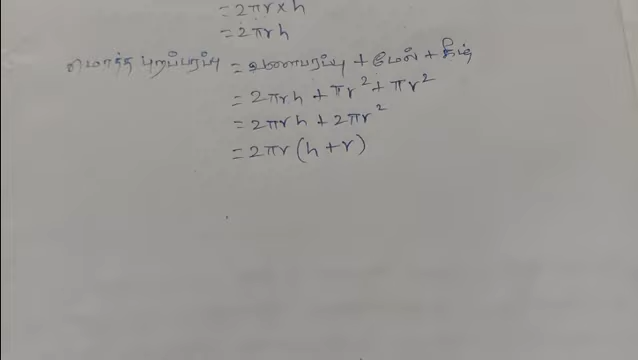 = 2πr x h
= 2πrh
மொத்த புறப்பரப்பு = வளைபரப்பு + மேல் + கீழ்
= 2πrh + πr² + πr²
= 2πrh + 2πr²
= 2πr (h + r)